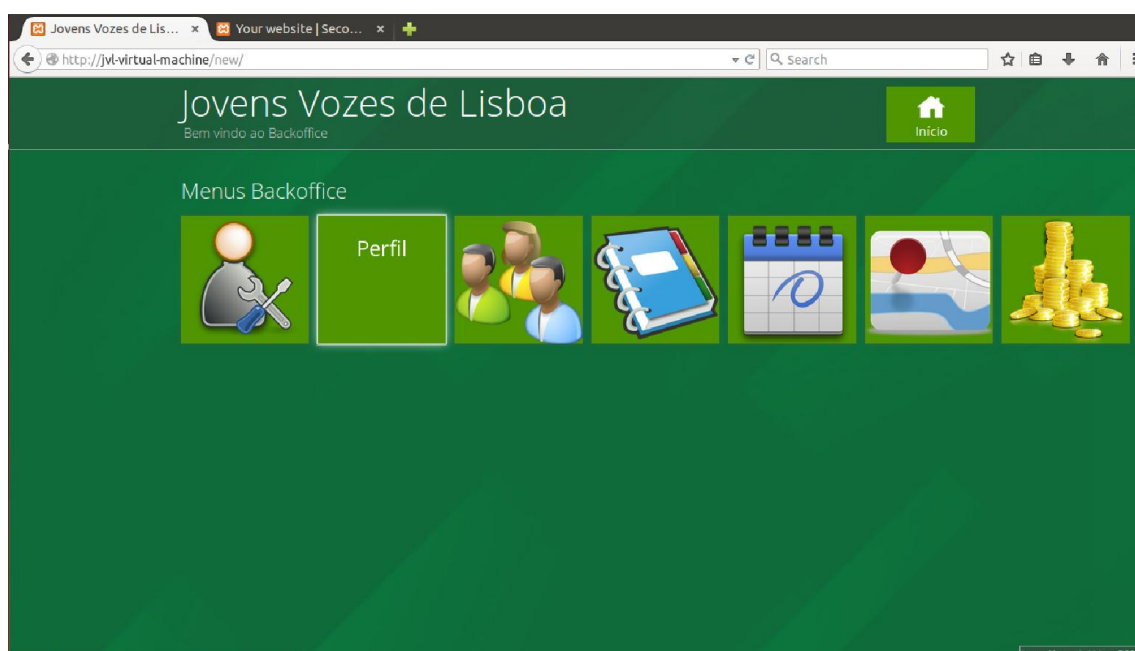 Jovens Vozes de Lis...
Your website | Seco...
http://jvl-virtual-machine/new/
Search
Jovens Vozes de Lisboa
Bem vindo ao Backoffice
Início
Menus Backoffice
Perfil